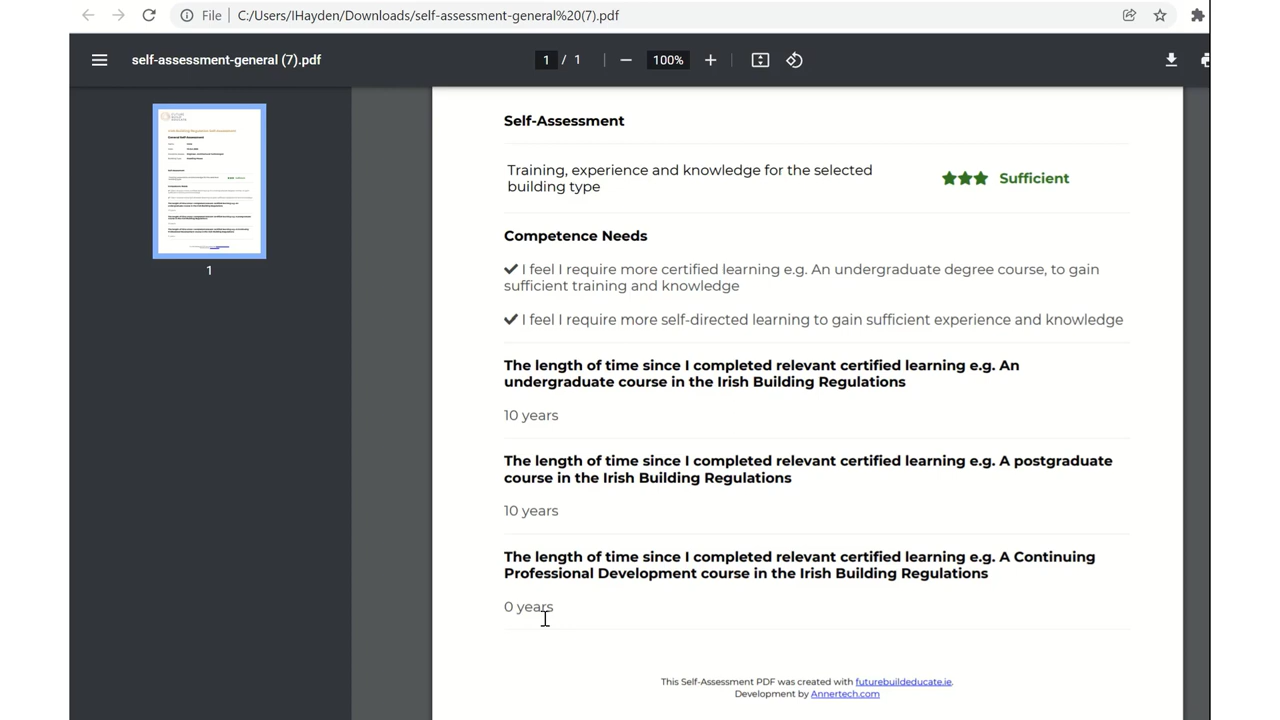 File
C:/Users/lHayden/Downloads/self-assessment-general%20(7).pdf
self-assessment-general (7).pdf
1 / 1
100%
1
Self-Assessment
Training, experience and knowledge for the selected
building type
Sufficient
Competence Needs
✔ I feel I require more certified learning e.g. An undergraduate degree course, to gain
sufficient training and knowledge
✔ I feel I require more self-directed learning to gain sufficient experience and knowledge
The length of time since I completed relevant certified learning e.g. An
undergraduate course in the Irish Building Regulations
10 years
The length of time since I completed relevant certified learning e.g. A postgraduate
course in the Irish Building Regulations
10 years
The length of time since I completed relevant certified learning e.g. A Continuing
Professional Development course in the Irish Building Regulations
0 years
This Self-Assessment PDF was created with futurebuildeducate.ie.
Development by Annertech.com